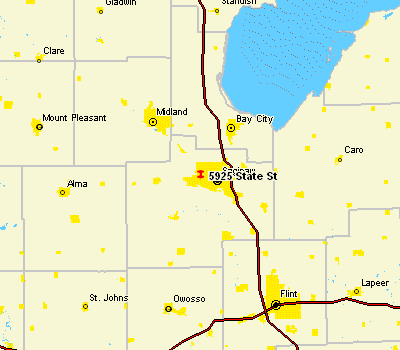 Gladwin
Standish
Clare
Midland
Bay City
Mount Pleasant
Caro
Saginaw
5925 State St
Alma
Lapeer
Flint
St. Johns
Owosso